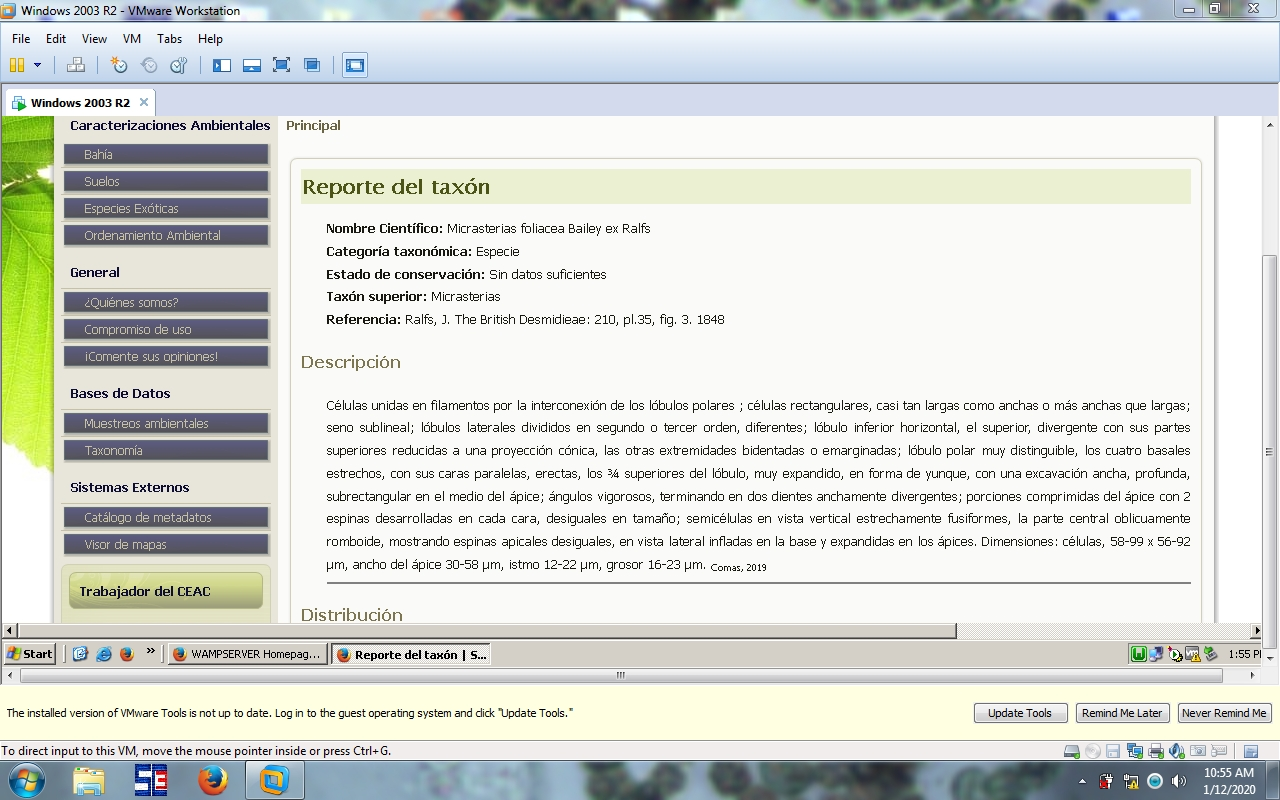 Windows 2003 R2 - VMware Workstation
File Edit View VM Tabs Help
Windows 2003 R2
Caracterizaciones Ambientales
Bahía
Suelos
Especies Exóticas
Ordenamiento Ambiental
General
¿Quiénes somos?
Compromiso de uso
¡Comente sus opiniones!
Bases de Datos
Muestreos ambientales
Taxonomía
Sistemas Externos
Catálogo de metadatos
Visor de mapas
Trabajador del CEAC
Principal
Reporte del taxón
Nombre Científico: Micrasterias foliacea Bailey ex Ralfs
Categoría taxonómica: Especie
Estado de conservación: Sin datos suficientes
Taxón superior: Micrasterias
Referencia: Ralfs, J. The British Desmidieae: 210, pl.35, fig. 3. 1848
Descripción
Células unidas en filamentos por la interconexión de los lóbulos polares ; células rectangulares, casi tan largas como anchas o más anchas que largas;
seno sublineal; lóbulos laterales divididos en segundo o tercer orden, diferentes; lóbulo inferior horizontal, el superior, divergente con sus partes
superiores reducidas a una proyección cónica, las otras extremidades bidentadas o emarginadas; lóbulo polar muy distinguible, los cuatro basales
estrechos, con sus caras paralelas, erectas, los ¾ superiores del lóbulo, muy expandido, en forma de yunque, con una excavación ancha, profunda,
subrectangular en el medio del ápice; ángulos vigorosos, terminando en dos dientes anchamente divergentes; porciones comprimidas del ápice con 2
espinas desarrolladas en cada cara, desiguales en tamaño; semicélulas en vista vertical estrechamente fusiformes, la parte central oblicuamente
romboide, mostrando espinas apicales desiguales, en vista lateral infladas en la base y expandidas en los ápices. Dimensiones: células, 58-99 x 56-92
µm, ancho del ápice 30-58 µm, istmo 12-22 µm, grosor 16-23 µm. Comas, 2019
Distribución
Start » WAMPSERVER Homepag... Reporte del taxón | S... 1:55 P
The installed version of VMware Tools is not up to date. Log in to the guest operating system and click "Update Tools."
Update Tools Remind Me Later Never Remind Me
To direct input to this VM, move the mouse pointer inside or press Ctrl+G.
10:55 AM
1/12/2020